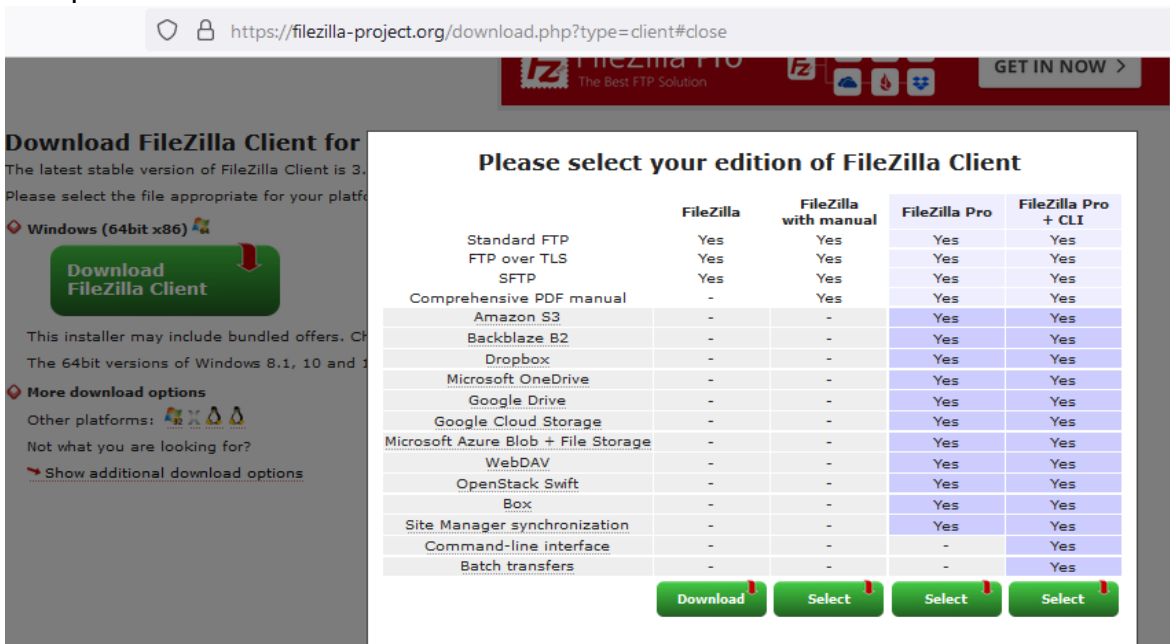 https://filezilla-project.org/download.php?type=client#close
FileZilla Pro
The Best FTP Solution
GET IN NOW >
Download FileZilla Client for
The latest stable version of FileZilla Client is 3.
Please select the file appropriate for your platfo
Windows (64bit x86)
Download
FileZilla Client
This installer may include bundled offers. Ch
The 64bit versions of Windows 8.1, 10 and 1
More download options
Other platforms:
Not what you are looking for?
Show additional download options
Please select your edition of FileZilla Client
FileZilla FileZilla with manual FileZilla Pro FileZilla Pro + CLI
Standard FTP Yes Yes Yes Yes
FTP over TLS Yes Yes Yes Yes
SFTP Yes Yes Yes Yes
Comprehensive PDF manual - Yes Yes Yes
Amazon S3 - - Yes Yes
Backblaze B2 - - Yes Yes
Dropbox - - Yes Yes
Microsoft OneDrive - - Yes Yes
Google Drive - - Yes Yes
Google Cloud Storage - - Yes Yes
Microsoft Azure Blob + File Storage - - Yes Yes
WebDAV - - Yes Yes
OpenStack Swift - - Yes Yes
Box - - Yes Yes
Site Manager synchronization - - Yes Yes
Command-line interface - - - Yes
Batch transfers - - - Yes
Download Select Select Select